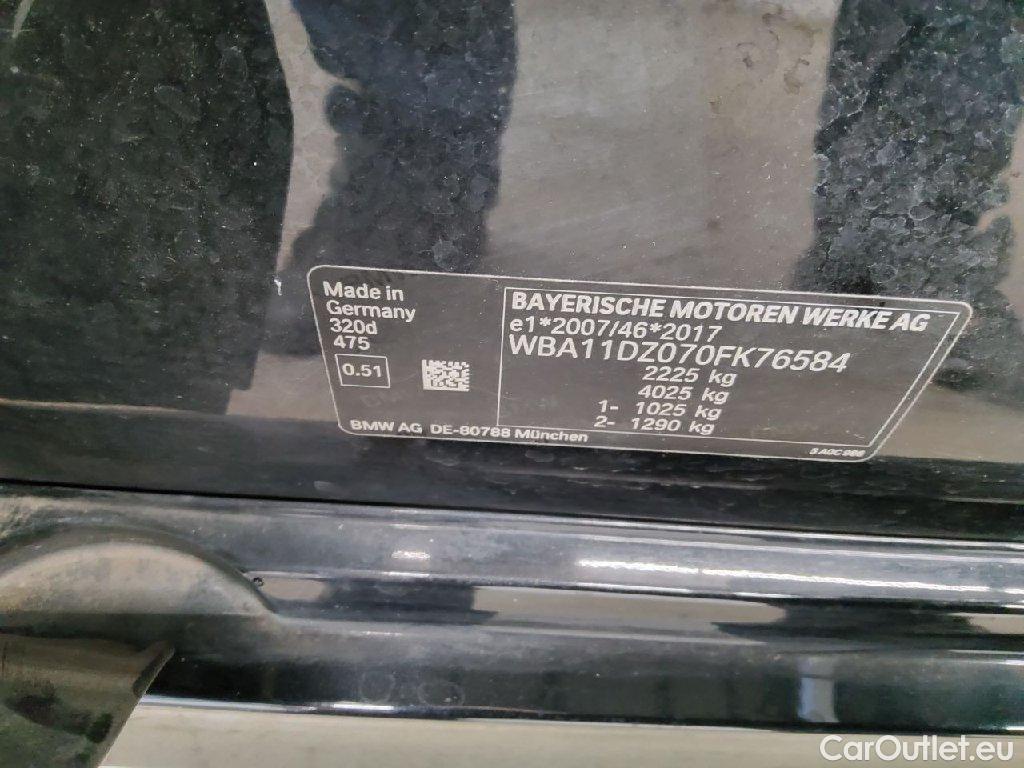 Made in
Germany
320d
475
0.51
BMW AG DE-80788 München
BAYERISCHE MOTOREN WERKE AG
e1*2007/46*2017
WBA11DZ070FK76584
2225 kg
4025 kg
1- 1025 kg
2- 1290 kg
CarOutlet.eu